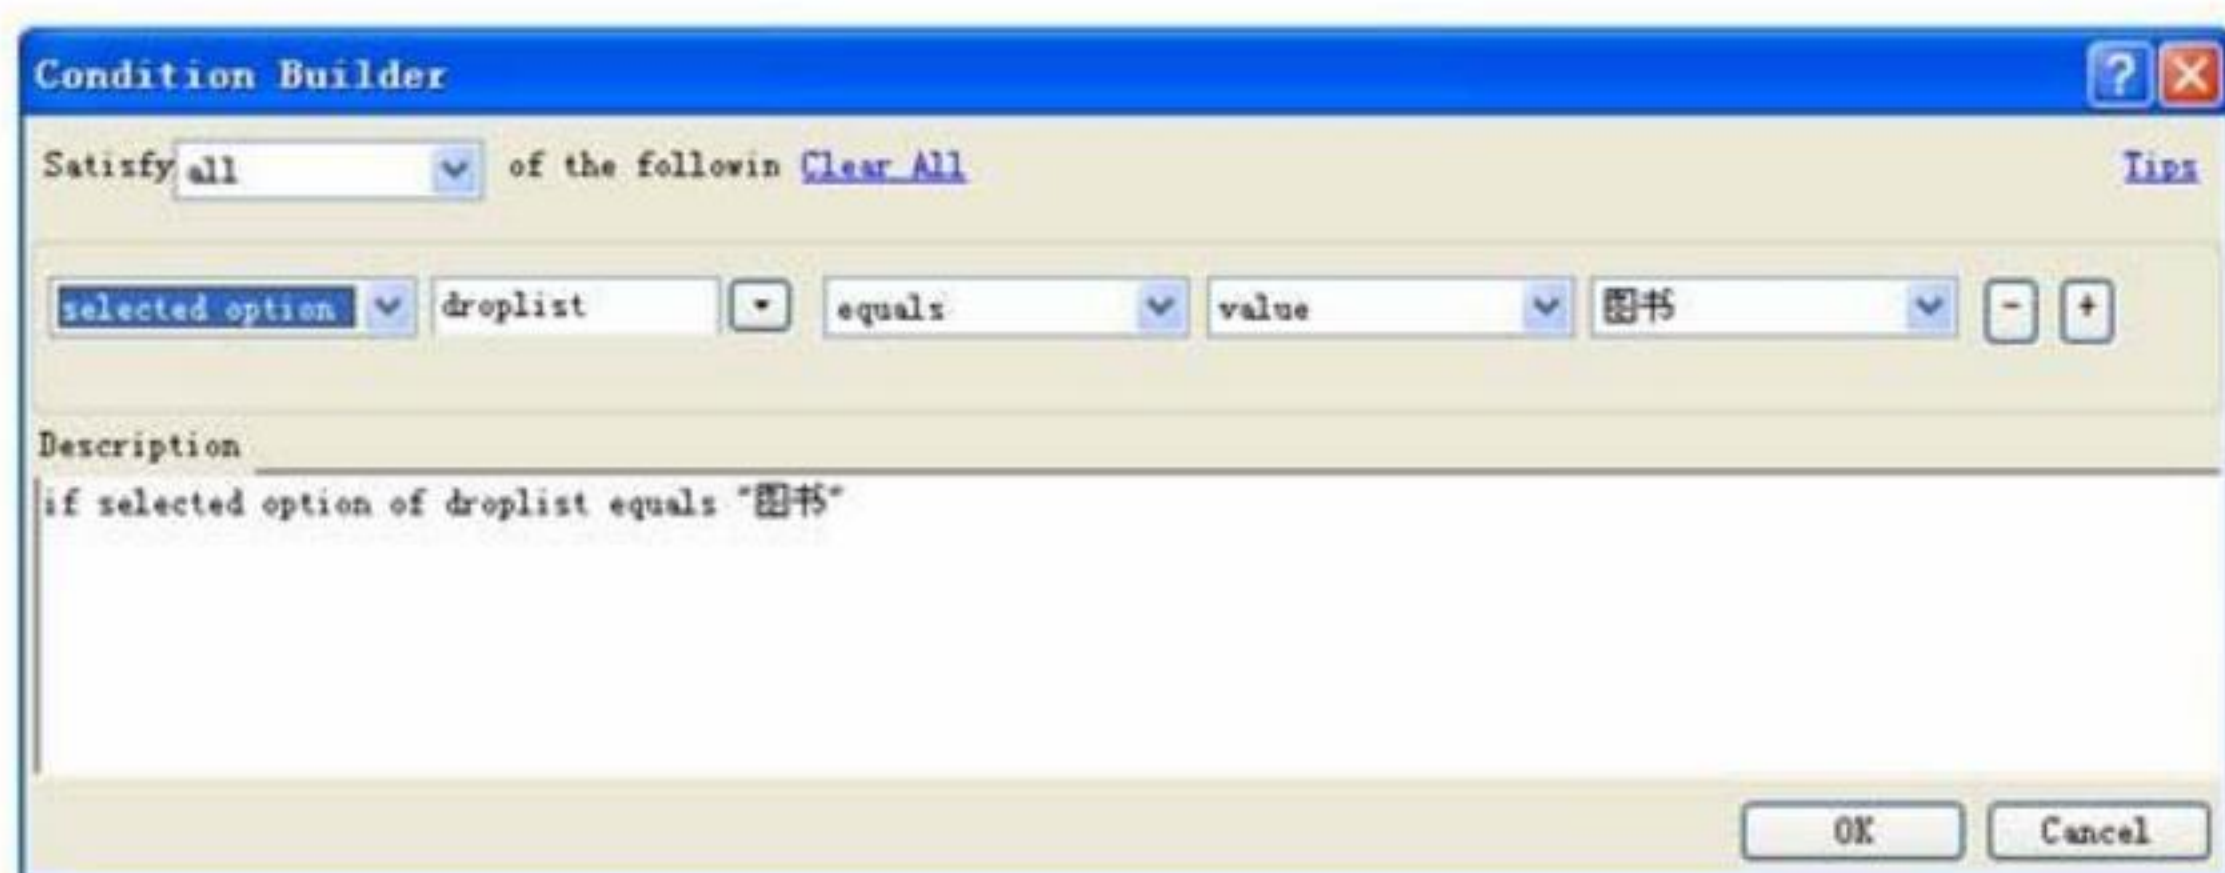 Condition Builder
Satisfy all of the followin Clear All Tips
selected option droplist equals value 图书 - +
Description
if selected option of droplist equals "图书"
OK Cancel